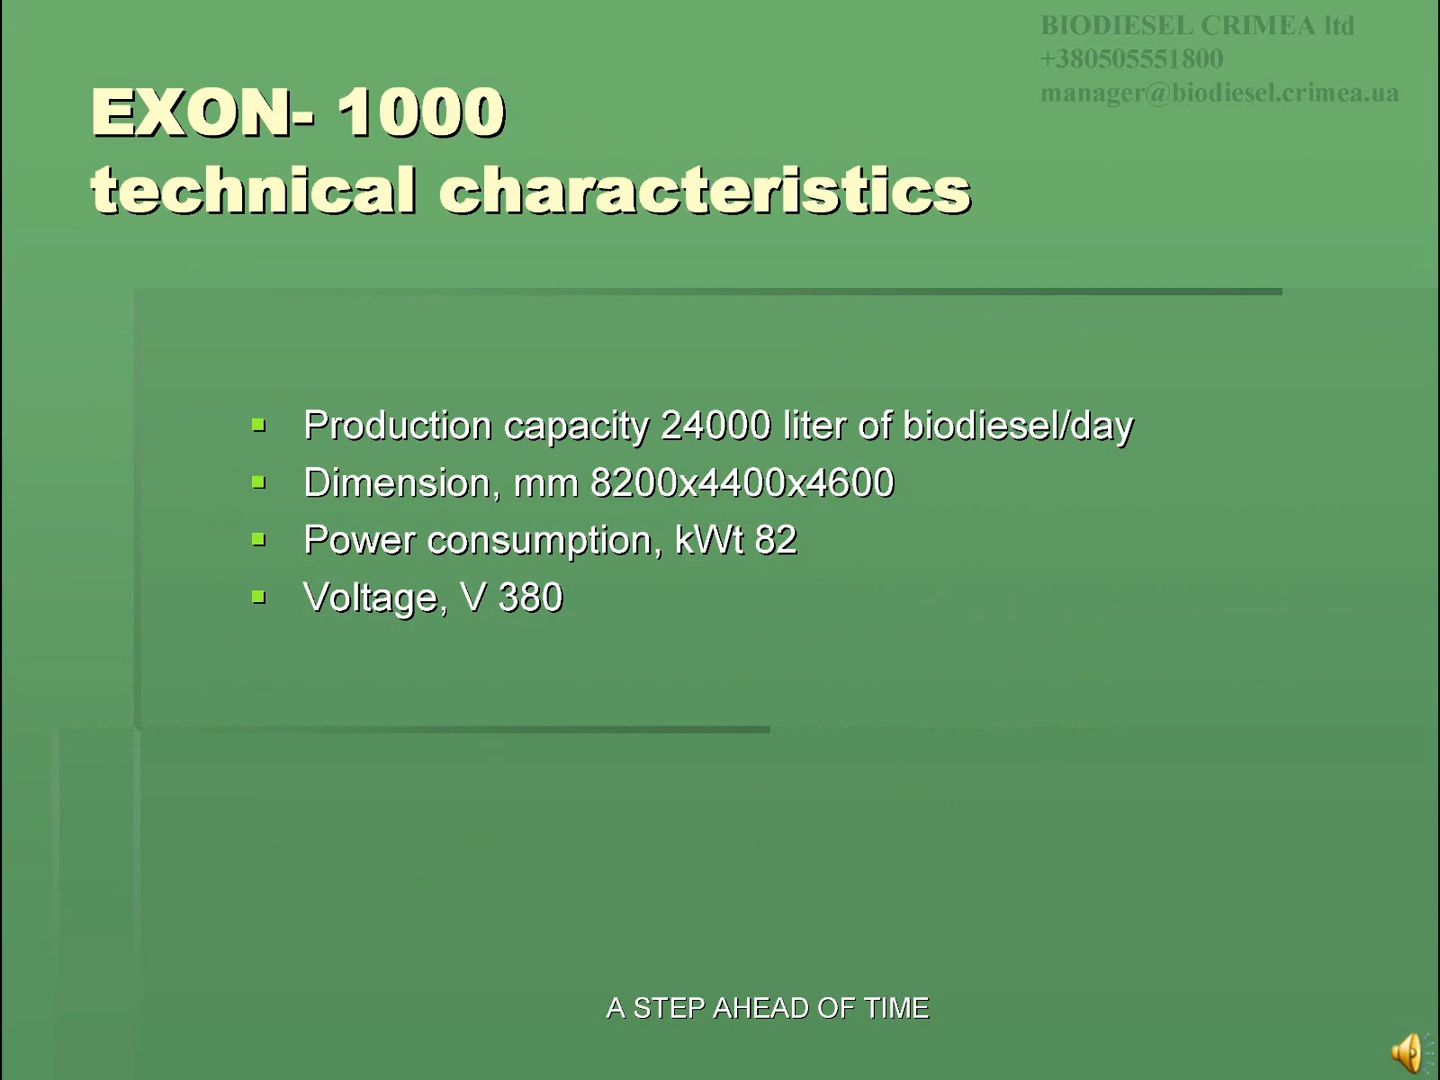 BIODIESEL CRIMEA ltd
+380505551800
manager@biodiesel.crimea.ua
EXON- 1000
technical characteristics
Production capacity 24000 liter of biodiesel/day
Dimension, mm 8200x4400x4600
Power consumption, kWt 82
Voltage, V 380
A STEP AHEAD OF TIME